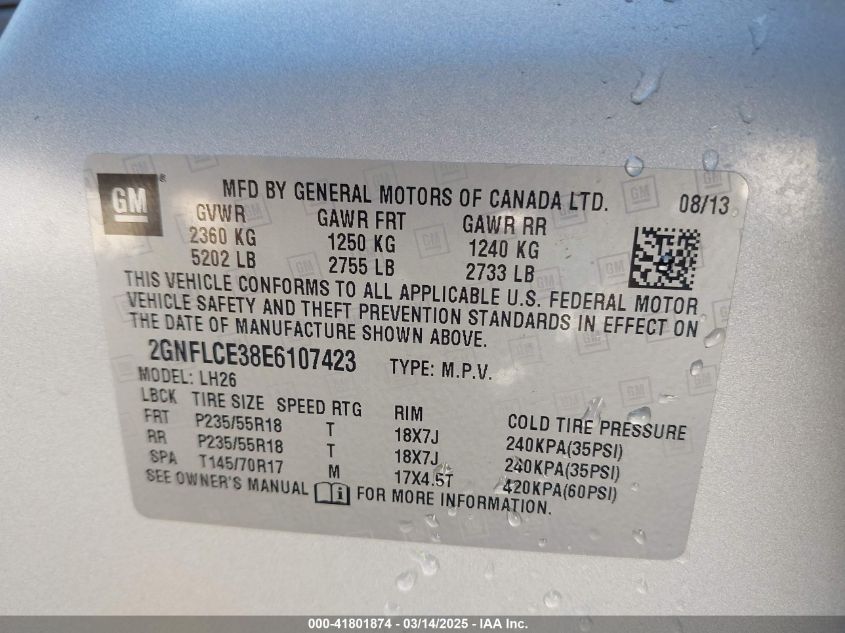 GM ®
MFD BY GENERAL MOTORS OF CANADA LTD. 08/13
GVWR GAWR FRT GAWR RR
2360 KG 1250 KG 1240 KG
5202 LB 2755 LB 2733 LB
THIS VEHICLE CONFORMS TO ALL APPLICABLE U.S. FEDERAL MOTOR
VEHICLE SAFETY AND THEFT PREVENTION STANDARDS IN EFFECT ON
THE DATE OF MANUFACTURE SHOWN ABOVE.
2GNFLCE38E6107423 TYPE: M.P.V.
MODEL: LH26
LBCK TIRE SIZE SPEED RTG RIM COLD TIRE PRESSURE
FRT P235/55R18 T 18X7J 240KPA(35PSI)
RR P235/55R18 T 18X7J 240KPA(35PSI)
SPA T145/70R17 M 17X4.5T 420KPA(60PSI)
SEE OWNER'S MANUAL FOR MORE INFORMATION.
000-41801874 - 03/14/2025 - IAA Inc.